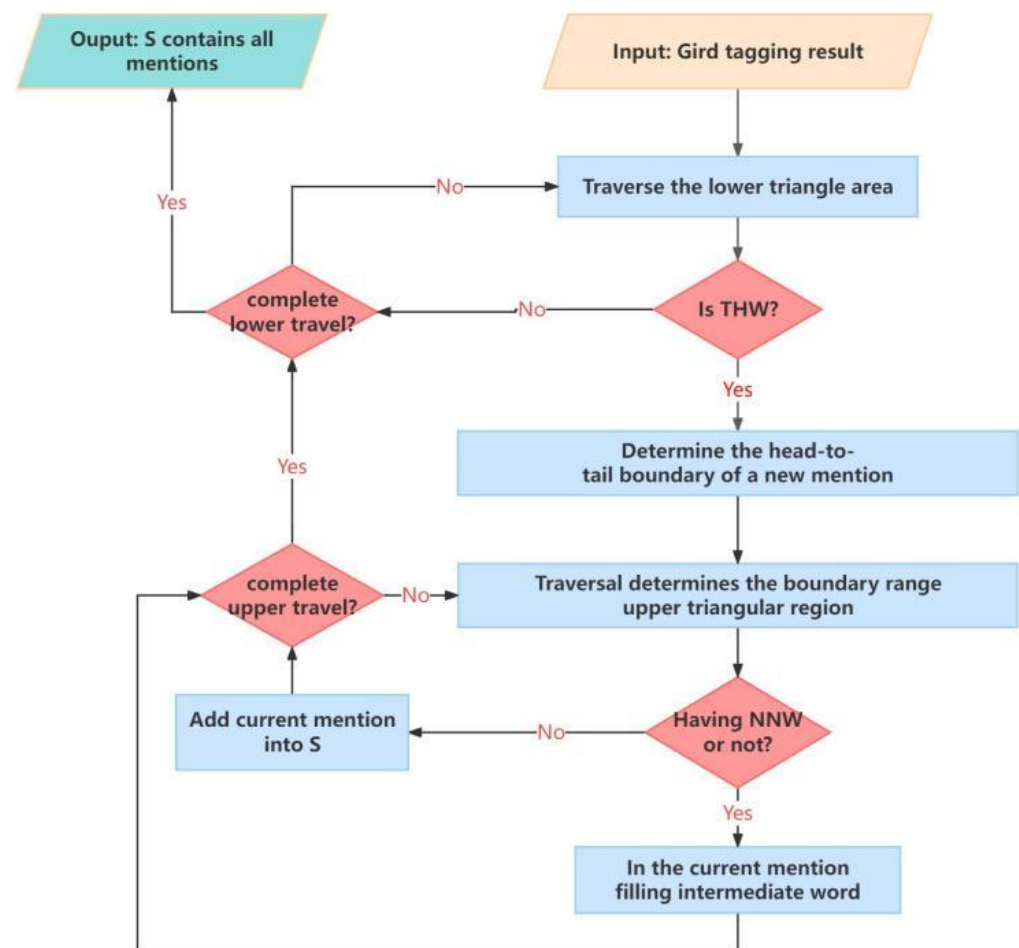 Ouput: S contains all
mentions
Input: Gird tagging result
No
Traverse the lower triangle area
Yes
complete
lower travel?
No
Is THW?
Yes
Determine the head-to-
tail boundary of a new mention
Yes
complete
upper travel?
No
Traversal determines the boundary range
upper triangular region
Add current mention
into S
No
Having NNW
or not?
Yes
In the current mention
filling intermediate word